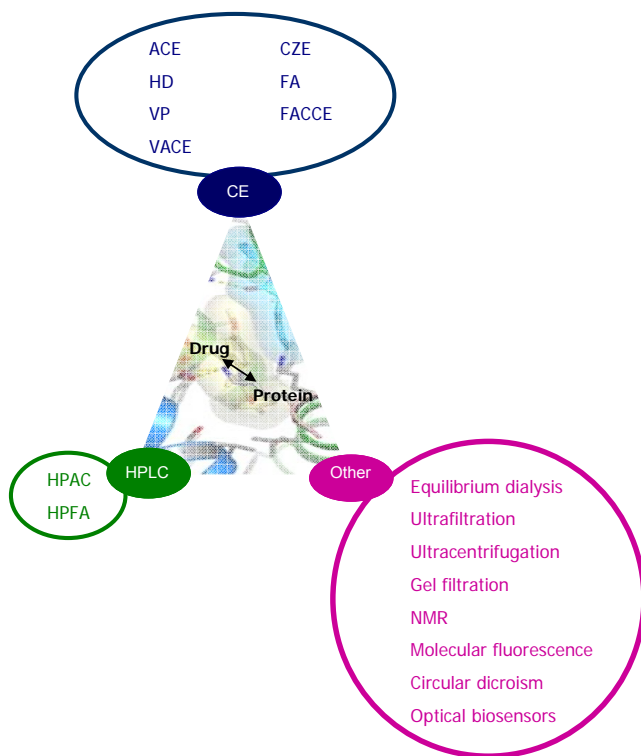 ACE CZE
HD FA
VP FACCE
VACE
CE
Drug
Protein
HPLC
HPAC
HPFA
Other
Equilibrium dialysis
Ultrafiltration
Ultracentrifugation
Gel filtration
NMR
Molecular fluorescence
Circular dicroism
Optical biosensors